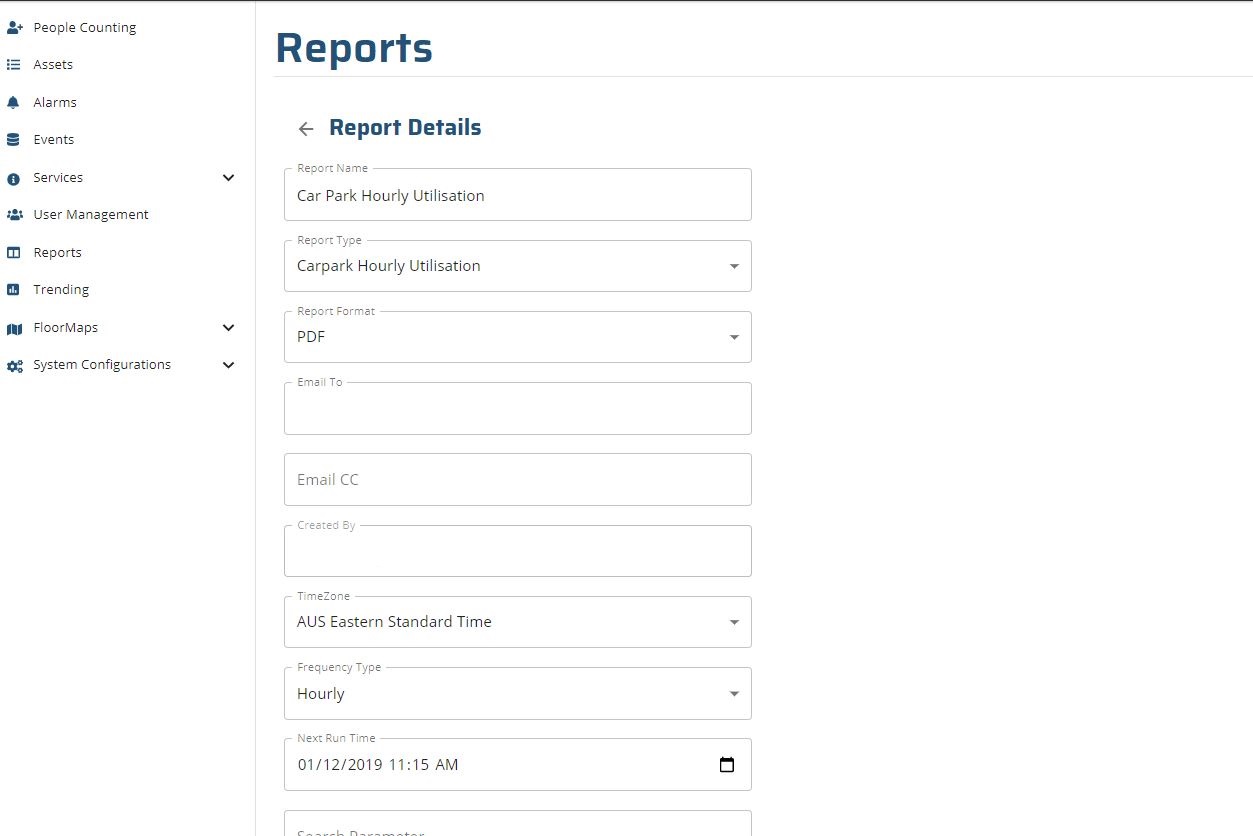 People Counting
Assets
Alarms
Events
Services
User Management
Reports
Trending
FloorMaps
System Configurations
Reports
Report Details
Report Name
Car Park Hourly Utilisation
Report Type
Carpark Hourly Utilisation
Report Format
PDF
Email To
Email CC
Created By
TimeZone
AUS Eastern Standard Time
Frequency Type
Hourly
Next Run Time
01/12/2019 11:15 AM
Search Parameter